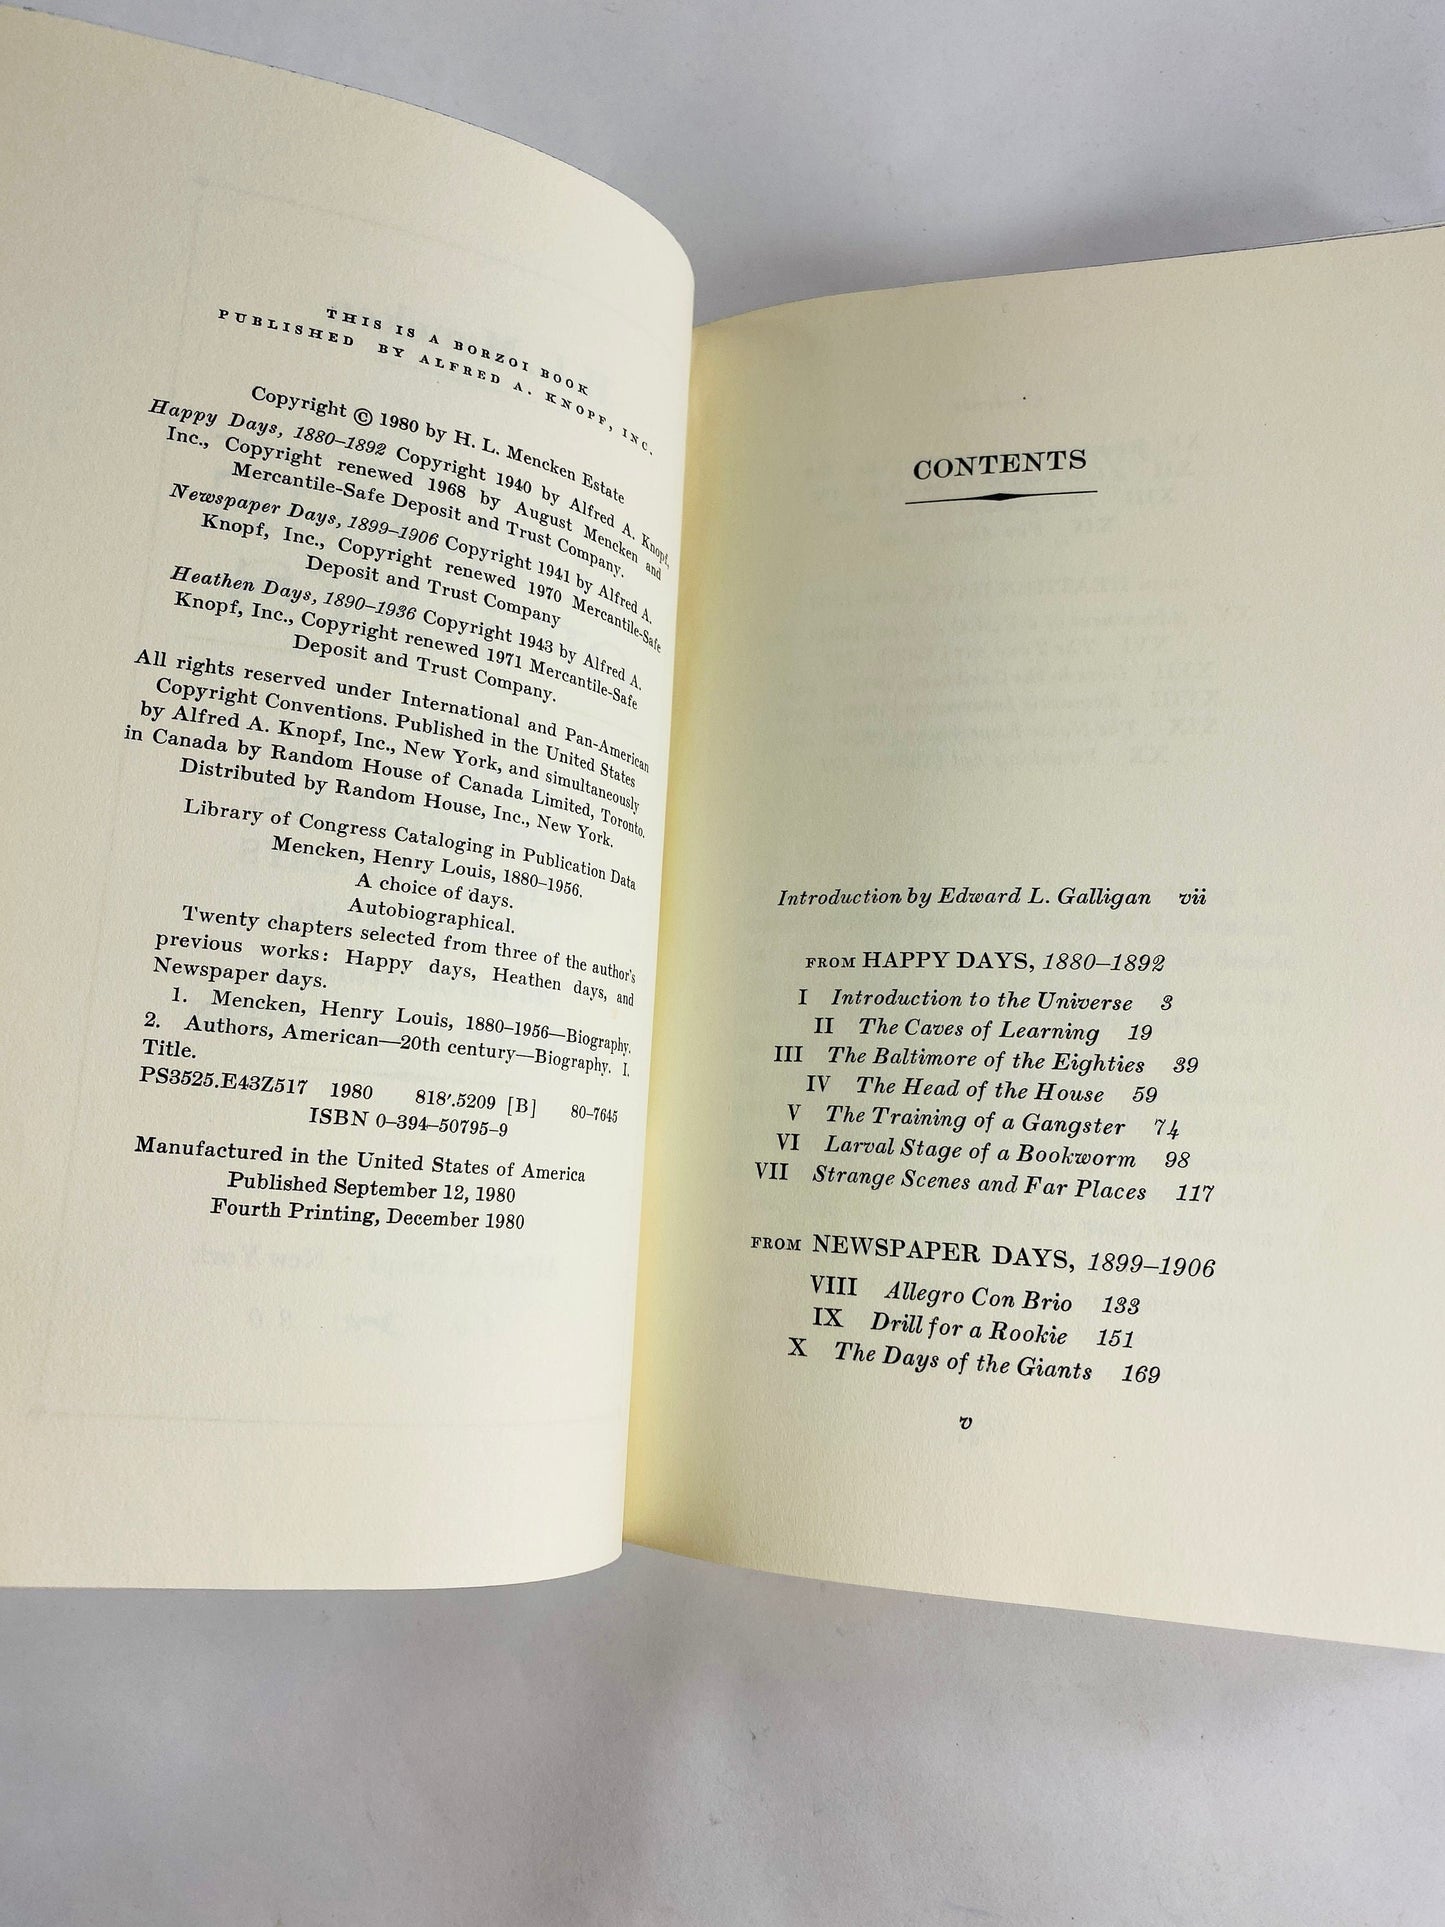 THIS IS A BORZOI BOOK
PUBLISHED BY ALFRED A. KNOPF, INC.
Copyright © 1980 by H. L. Mencken Estate
Happy Days, 1880–1892 Copyright 1940 by Alfred A. Knopf,
Inc., Copyright renewed 1968 by August Mencken and
Mercantile-Safe Deposit and Trust Company.
Newspaper Days, 1899–1906 Copyright 1941 by Alfred A.
Knopf, Inc., Copyright renewed 1970 Mercantile-Safe
Deposit and Trust Company
Heathen Days, 1890–1936 Copyright 1943 by Alfred A.
Knopf, Inc., Copyright renewed 1971 Mercantile-Safe
Deposit and Trust Company.
All rights reserved under International and Pan-American
Copyright Conventions. Published in the United States
by Alfred A. Knopf, Inc., New York, and simultaneously
in Canada by Random House of Canada Limited, Toronto.
Distributed by Random House, Inc., New York.
Library of Congress Cataloging in Publication Data
Mencken, Henry Louis, 1880–1956.
A choice of days.
Autobiographical.
Twenty chapters selected from three of the author's
previous works: Happy days, Heathen days, and
Newspaper days.
1. Mencken, Henry Louis, 1880–1956—Biography.
2. Authors, American—20th century—Biography. I.
Title.
PS3525.E43Z517 1980 818'.5209 [B] 80–7645
ISBN 0–394–50795–9
Manufactured in the United States of America
Published September 12, 1980
Fourth Printing, December 1980
CONTENTS
Introduction by Edward L. Galligan vii
FROM HAPPY DAYS, 1880–1892
I Introduction to the Universe 3
II The Caves of Learning 19
III The Baltimore of the Eighties 39
IV The Head of the House 59
V The Training of a Gangster 74
VI Larval Stage of a Bookworm 98
VII Strange Scenes and Far Places 117
FROM NEWSPAPER DAYS, 1899–1906
VIII Allegro Con Brio 133
IX Drill for a Rookie 151
X The Days of the Giants 169
v